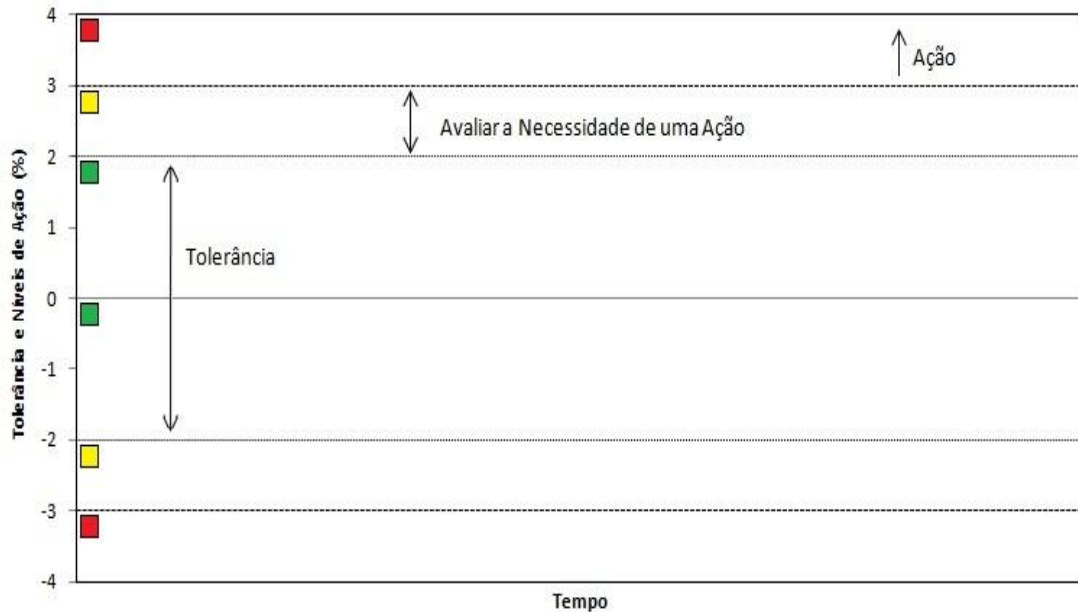 4
3
2
1
0
-1
-2
-3
-4
Tolerância e Níveis de Ação (%)
Ação
Avaliar a Necessidade de uma Ação
Tolerância
Tempo